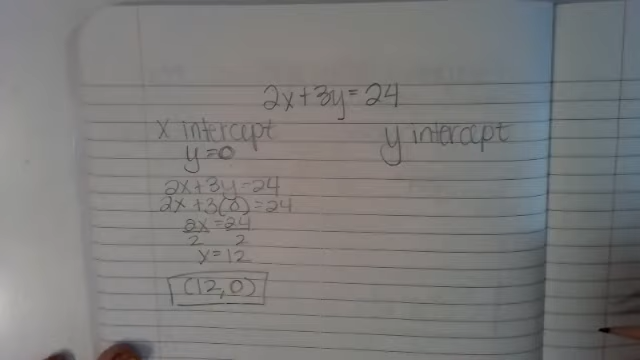 2x+3y=24
x intercept
y intercept
y=0
2x+3y=24
2x+3(0)=24
2x=24
2 2
x=12
(12,0)